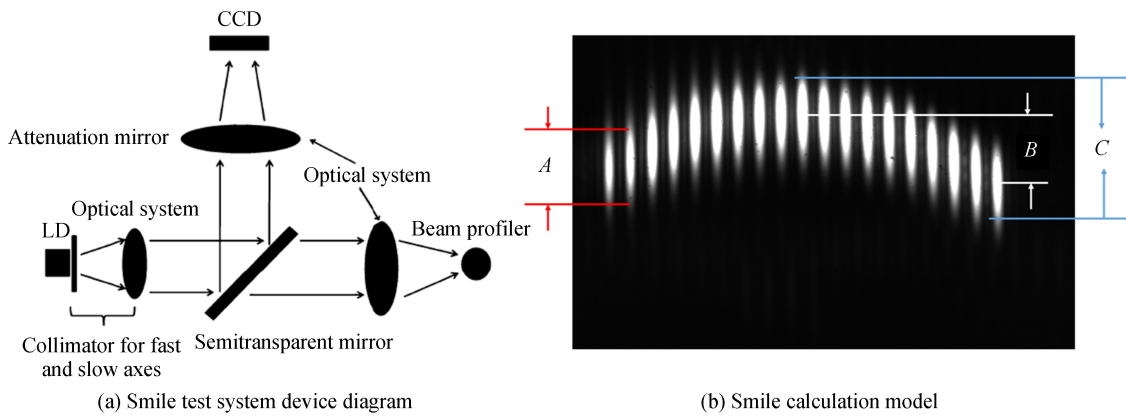 CCD
Attenuation mirror
Optical system
Optical system
LD
Beam profiler
Semitransparent mirror
Collimator for fast
and slow axes
(a) Smile test system device diagram
A
B
C
(b) Smile calculation model